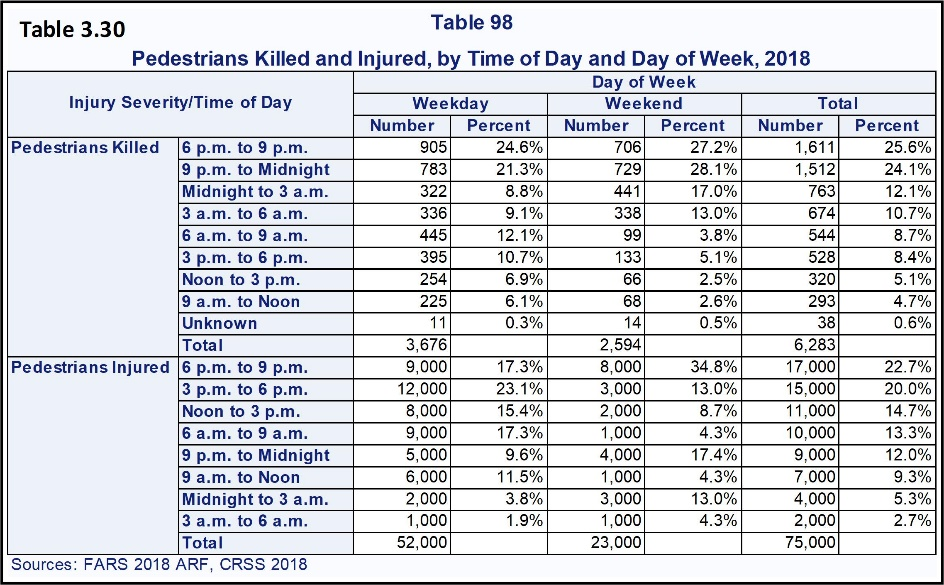 Table 3.30
Table 98
Pedestrians Killed and Injured, by Time of Day and Day of Week, 2018
Injury Severity/Time of Day Day of Week
Weekday Weekend Total
Number Percent Number Percent Number Percent
Pedestrians Killed 6 p.m. to 9 p.m. 905 24.6% 706 27.2% 1,611 25.6%
9 p.m. to Midnight 783 21.3% 729 28.1% 1,512 24.1%
Midnight to 3 a.m. 322 8.8% 441 17.0% 763 12.1%
3 a.m. to 6 a.m. 336 9.1% 338 13.0% 674 10.7%
6 a.m. to 9 a.m. 445 12.1% 99 3.8% 544 8.7%
3 p.m. to 6 p.m. 395 10.7% 133 5.1% 528 8.4%
Noon to 3 p.m. 254 6.9% 66 2.5% 320 5.1%
9 a.m. to Noon 225 6.1% 68 2.6% 293 4.7%
Unknown 11 0.3% 14 0.5% 38 0.6%
Total 3,676 2,594 6,283
Pedestrians Injured 6 p.m. to 9 p.m. 9,000 17.3% 8,000 34.8% 17,000 22.7%
3 p.m. to 6 p.m. 12,000 23.1% 3,000 13.0% 15,000 20.0%
Noon to 3 p.m. 8,000 15.4% 2,000 8.7% 11,000 14.7%
6 a.m. to 9 a.m. 9,000 17.3% 1,000 4.3% 10,000 13.3%
9 p.m. to Midnight 5,000 9.6% 4,000 17.4% 9,000 12.0%
9 a.m. to Noon 6,000 11.5% 1,000 4.3% 7,000 9.3%
Midnight to 3 a.m. 2,000 3.8% 3,000 13.0% 4,000 5.3%
3 a.m. to 6 a.m. 1,000 1.9% 1,000 4.3% 2,000 2.7%
Total 52,000 23,000 75,000
Sources: FARS 2018 ARF, CRSS 2018